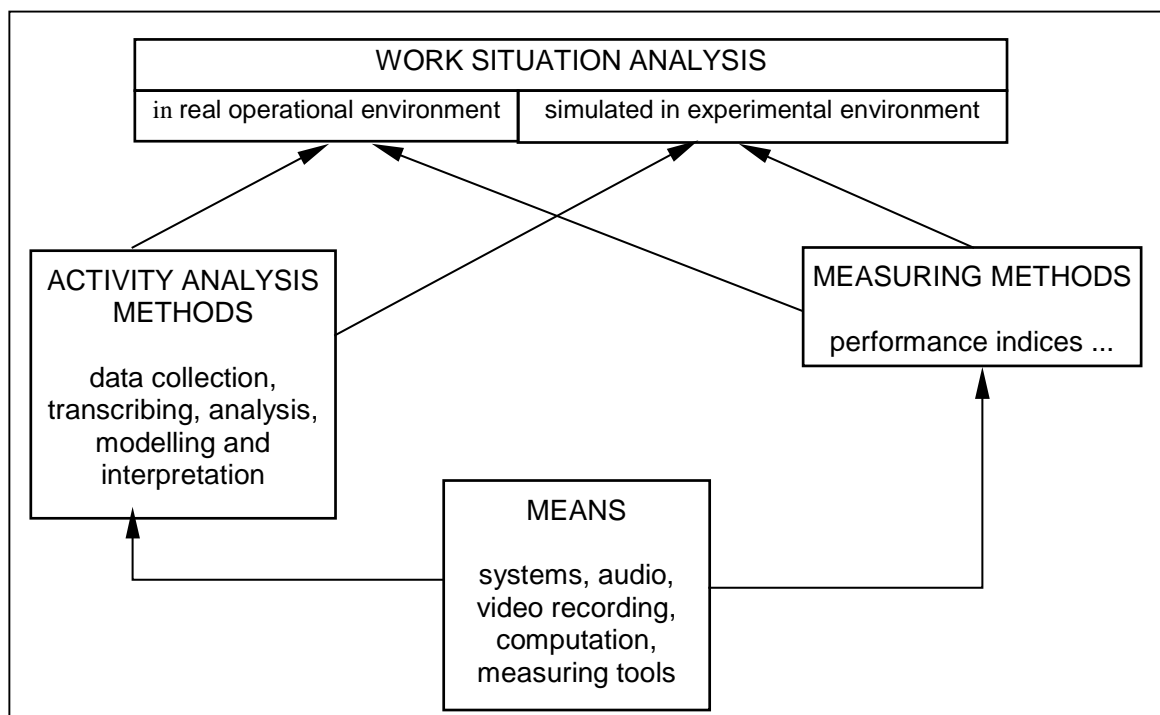 WORK SITUATION ANALYSIS
in real operational environment
simulated in experimental environment
ACTIVITY ANALYSIS
METHODS
data collection,
transcribing, analysis,
modelling and
interpretation
MEASURING METHODS
performance indices ...
MEANS
systems, audio,
video recording,
computation,
measuring tools